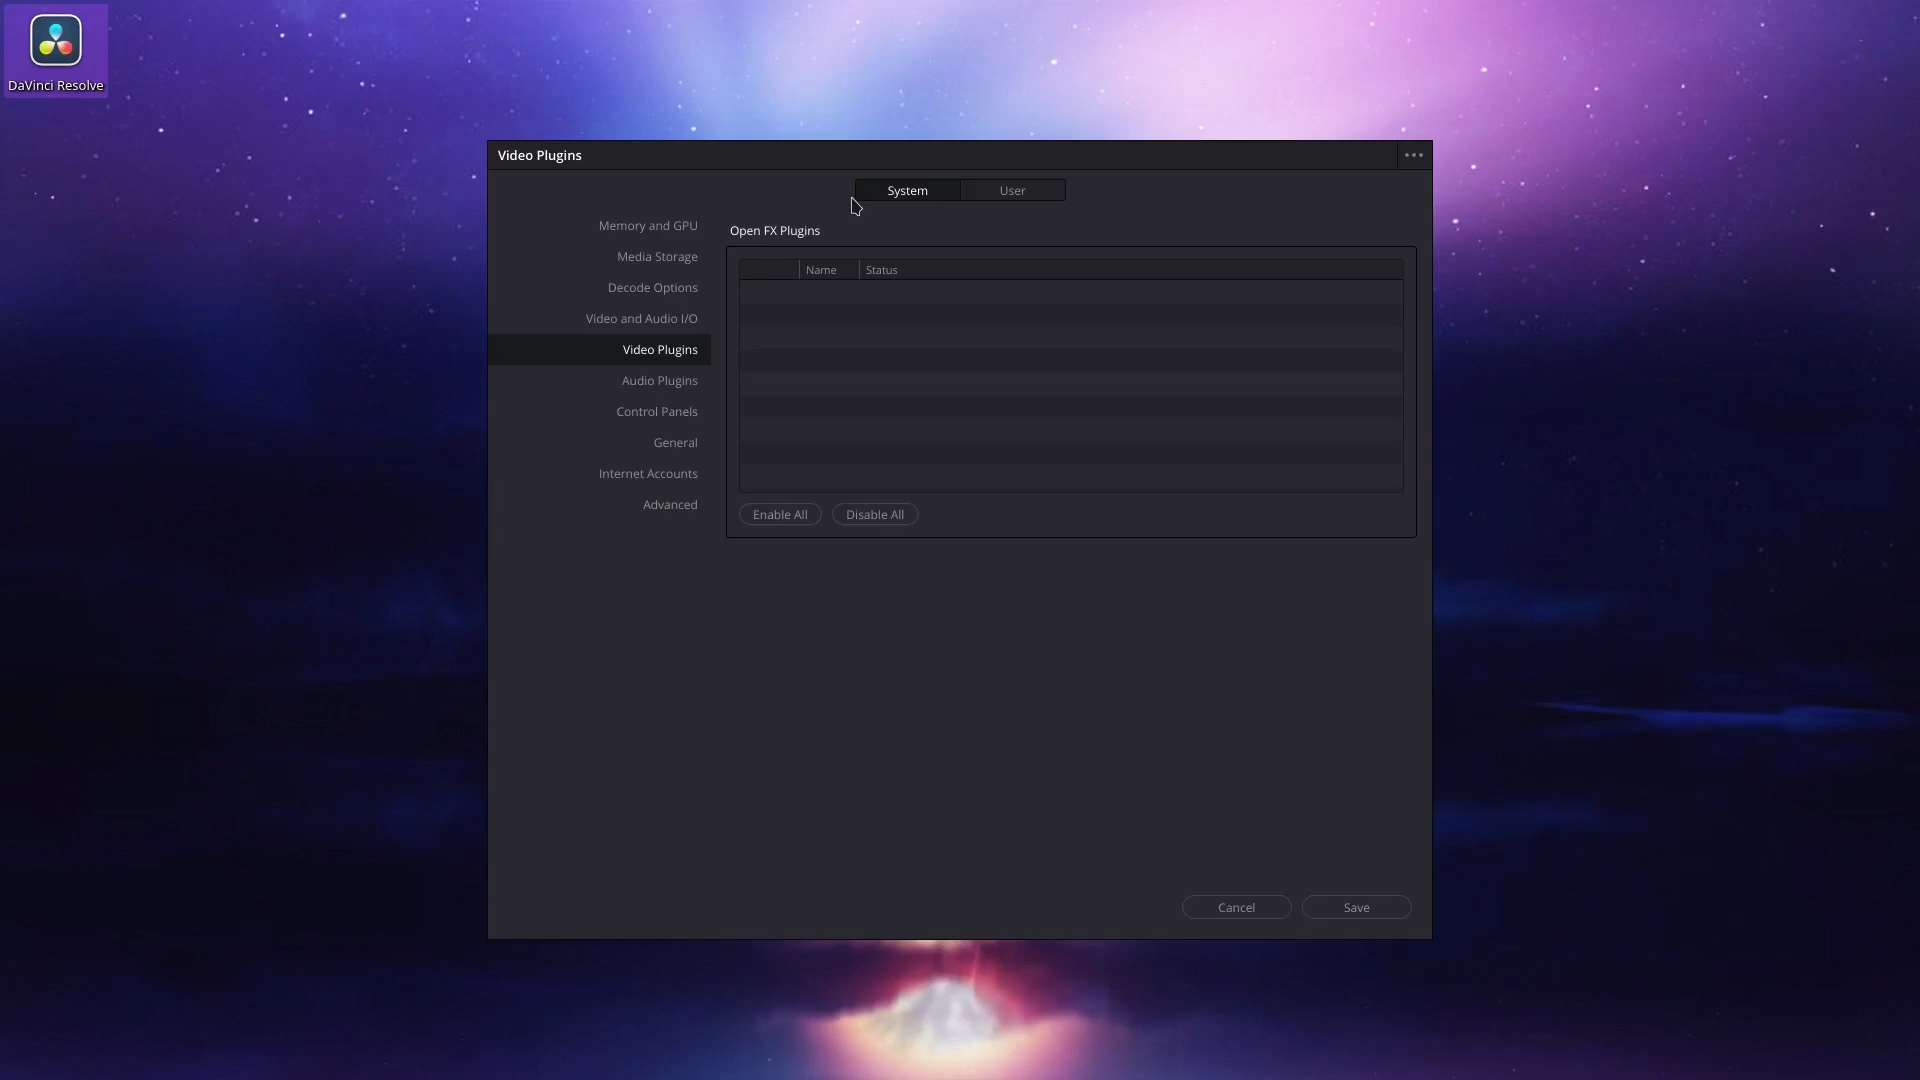 DaVinci Resolve
Video Plugins
System
User
Memory and GPU
Media Storage
Decode Options
Video and Audio I/O
Video Plugins
Audio Plugins
Control Panels
General
Internet Accounts
Advanced
Open FX Plugins
Name
Status
Enable All
Disable All
Cancel
Save